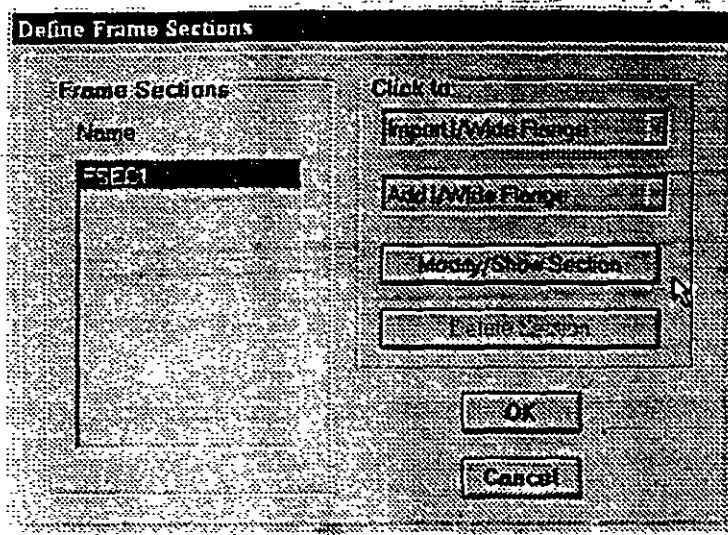 Define Frame Sections
Frame Sections
Name
FSEC1
Click to:
Import I/Wide Flange
Add I/Wide Flange
Modify/Show Section
Delete Section
OK
Cancel